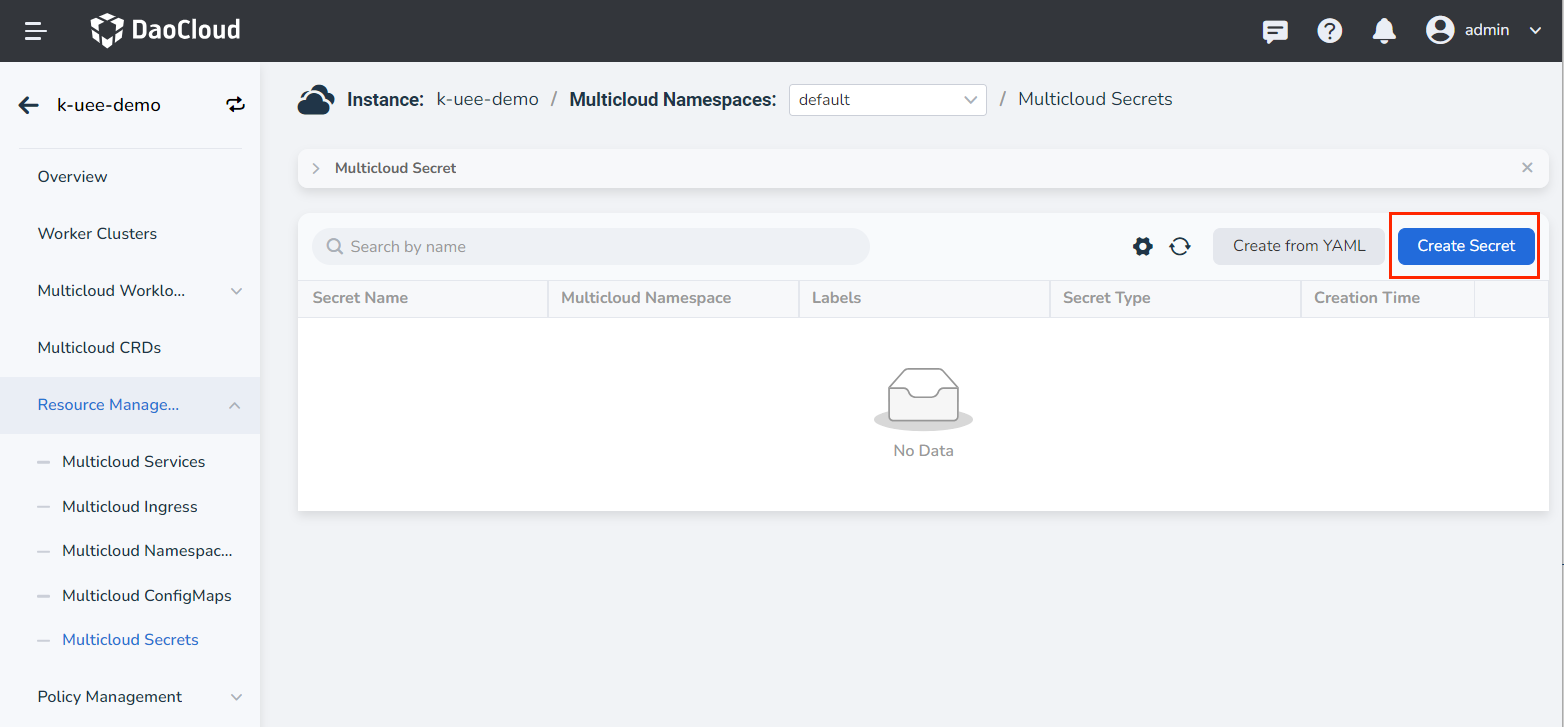 DaoCloud
admin
k-uee-demo
Overview
Worker Clusters
Multicloud Worklo...
Multicloud CRDs
Resource Manage...
Multicloud Services
Multicloud Ingress
Multicloud Namespac...
Multicloud ConfigMaps
Multicloud Secrets
Policy Management
Instance: k-uee-demo / Multicloud Namespaces: default / Multicloud Secrets
Multicloud Secret
Search by name
Create from YAML
Create Secret
Secret Name Multicloud Namespace Labels Secret Type Creation Time
No Data